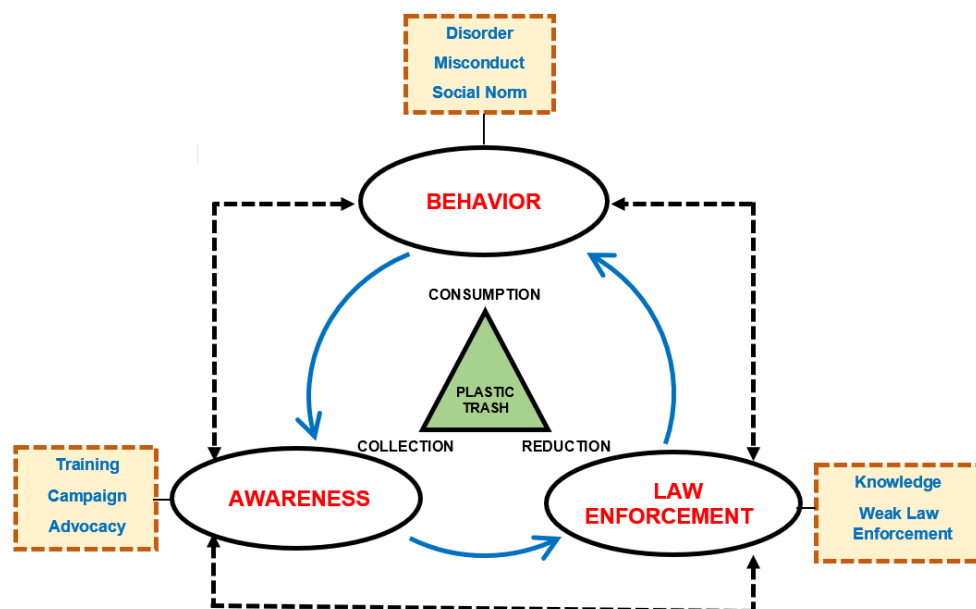 Disorder
Misconduct
Social Norm
BEHAVIOR
CONSUMPTION
PLASTIC
TRASH
COLLECTION
REDUCTION
Training
Campaign
Advocacy
AWARENESS
LAW
ENFORCEMENT
Knowledge
Weak Law
Enforcement